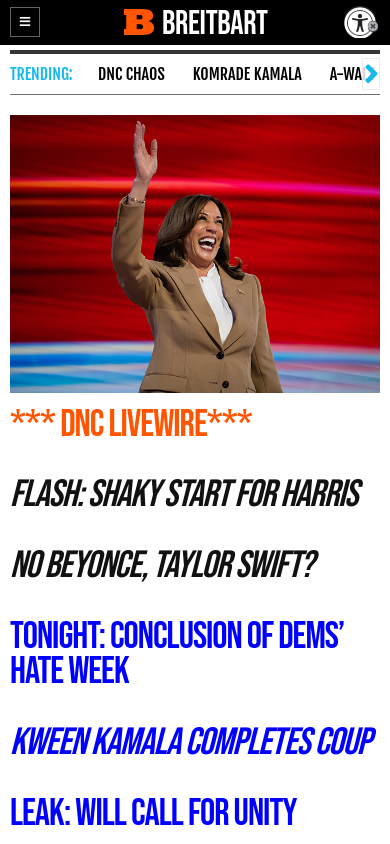 B BREITBART
TRENDING: DNC CHAOS KOMRADE KAMALA A-WA
*** DNC LIVEWIRE***
FLASH: SHAKY START FOR HARRIS
NO BEYONCE, TAYLOR SWIFT?
TONIGHT: CONCLUSION OF DEMS’
HATE WEEK
KWEEN KAMALA COMPLETES COUP
LEAK: WILL CALL FOR UNITY